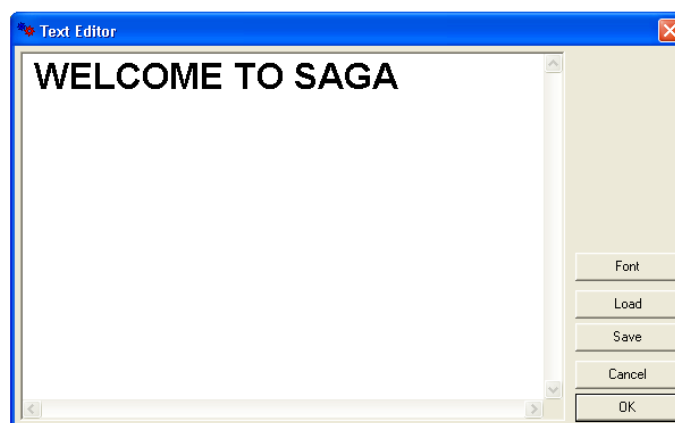 Text Editor
WELCOME TO SAGA
Font
Load
Save
Cancel
OK